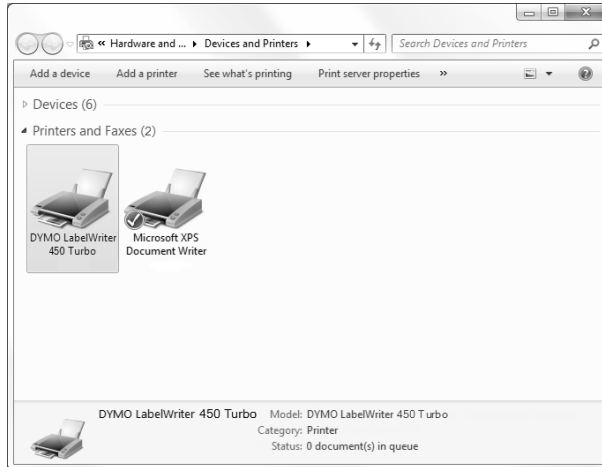 « Hardware and ... ▸ Devices and Printers ▸ Search Devices and Printers
Add a device Add a printer See what's printing Print server properties »
Devices (6)
Printers and Faxes (2)
DYMO LabelWriter
450 Turbo
Microsoft XPS
Document Writer
DYMO LabelWriter 450 Turbo Model: DYMO LabelWriter 450 Turbo
Category: Printer
Status: 0 document(s) in queue